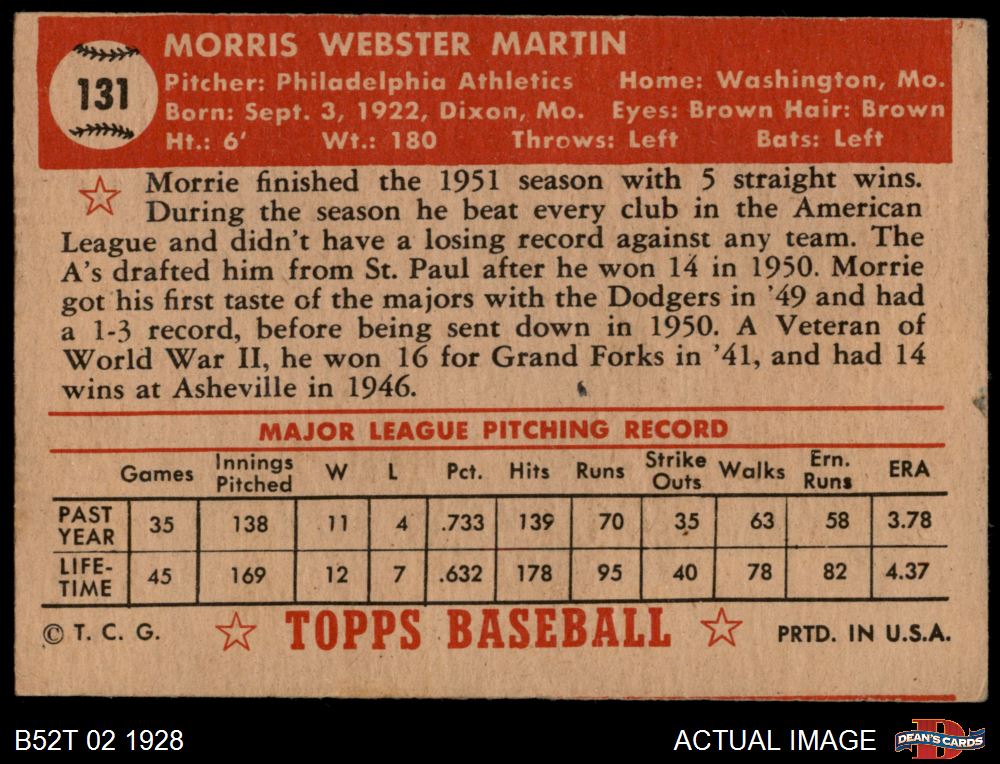 131
MORRIS WEBSTER MARTIN
Pitcher: Philadelphia Athletics Home: Washington, Mo.
Born: Sept. 3, 1922, Dixon, Mo. Eyes: Brown Hair: Brown
Ht.: 6' Wt.: 180 Throws: Left Bats: Left
Morrie finished the 1951 season with 5 straight wins.
During the season he beat every club in the American
League and didn't have a losing record against any team. The
A's drafted him from St. Paul after he won 14 in 1950. Morrie
got his first taste of the majors with the Dodgers in '49 and had
a 1-3 record, before being sent down in 1950. A Veteran of
World War II, he won 16 for Grand Forks in '41, and had 14
wins at Asheville in 1946.
MAJOR LEAGUE PITCHING RECORD
Games Innings Pitched W L Pct. Hits Runs Strike Outs Walks Ern. Runs ERA
PAST YEAR 35 138 11 4 .733 139 70 35 63 58 3.78
LIFE-TIME 45 169 12 7 .632 178 95 40 78 82 4.37
© T. C. G. TOPPS BASEBALL PRTD. IN U.S.A.
B52T 02 1928 ACTUAL IMAGE DEAN'S CARDS